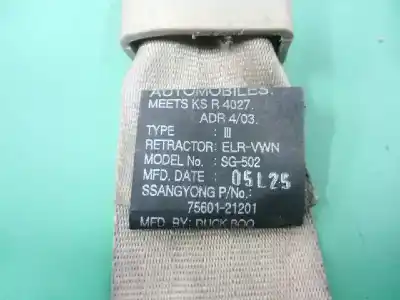 AUTOMOBILES.
MEETS KS R 4027.
ADR 4/03.
TYPE : III
RETRACTOR: ELR-VWN
MODEL No. : SG-502
MFD. DATE : 05L25
SSANGYONG P/No.:
75601-21201
MFD. BY: DUCK BOO